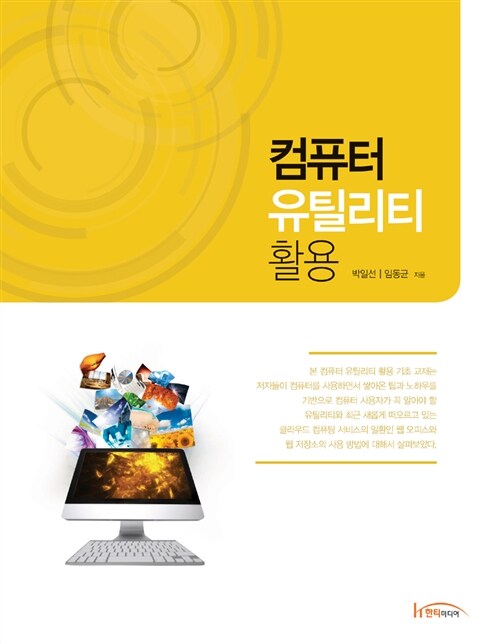 컴퓨터
유틸리티
활용
박일선 | 임동균 지음
본 컴퓨터 유틸리티 활용 기초 교재는
저자들이 컴퓨터를 사용하면서 쌓아온 팁과 노하우를
기반으로 컴퓨터 사용자가 꼭 알아야 할
유틸리티와 최근 새롭게 떠오르고 있는
클라우드 컴퓨팅 서비스의 일환인 웹 오피스와
웹 저장소의 사용 방법에 대해서 살펴보았다.
한티미디어